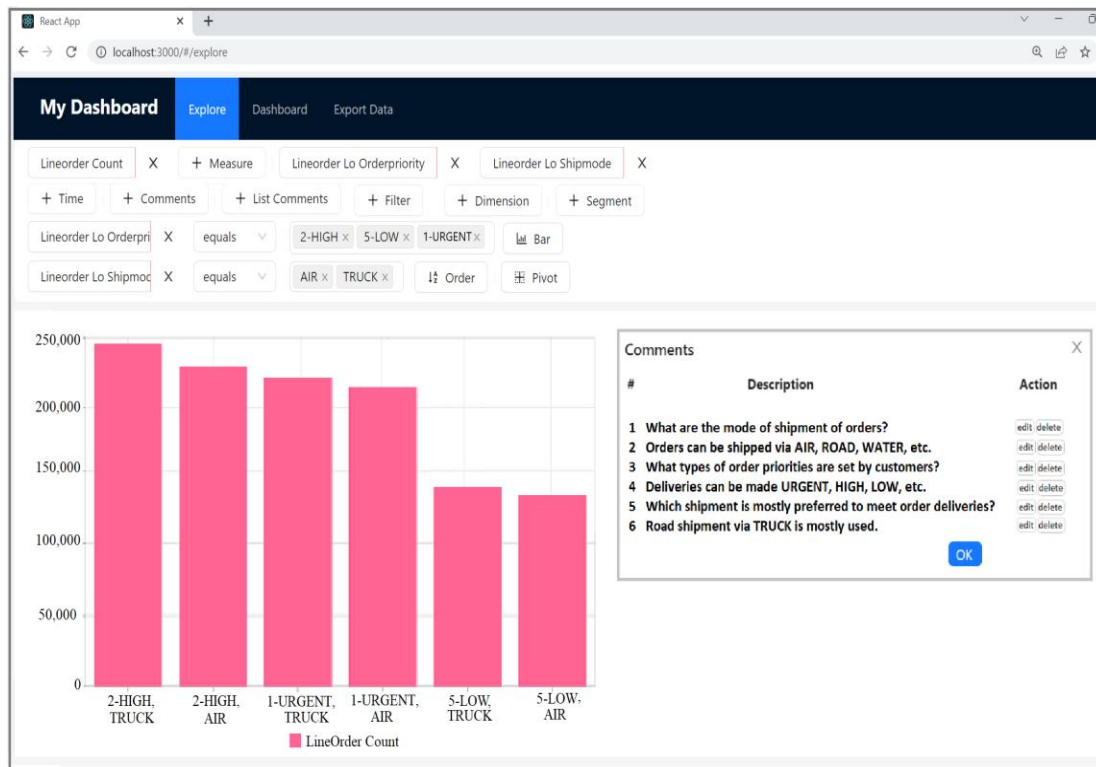 React App X +
localhost:3000/#/explore
My Dashboard Explore Dashboard Export Data
Lineorder Count X + Measure Lineorder Lo Orderpriority X Lineorder Lo Shipmode X
+ Time + Comments + List Comments + Filter + Dimension + Segment
Lineorder Lo Orderpri X equals 2-HIGH × 5-LOW × 1-URGENT × Bar
Lineorder Lo Shipmod X equals AIR × TRUCK × Order Pivot
250,000
200,000
150,000
100,000
50,000
0
2-HIGH, TRUCK
2-HIGH, AIR
1-URGENT, TRUCK
1-URGENT, AIR
5-LOW, TRUCK
5-LOW, AIR
LineOrder Count
Comments X
# Description Action
1 What are the mode of shipment of orders? edit delete
2 Orders can be shipped via AIR, ROAD, WATER, etc. edit delete
3 What types of order priorities are set by customers? edit delete
4 Deliveries can be made URGENT, HIGH, LOW, etc. edit delete
5 Which shipment is mostly preferred to meet order deliveries? edit delete
6 Road shipment via TRUCK is mostly used. edit delete
OK